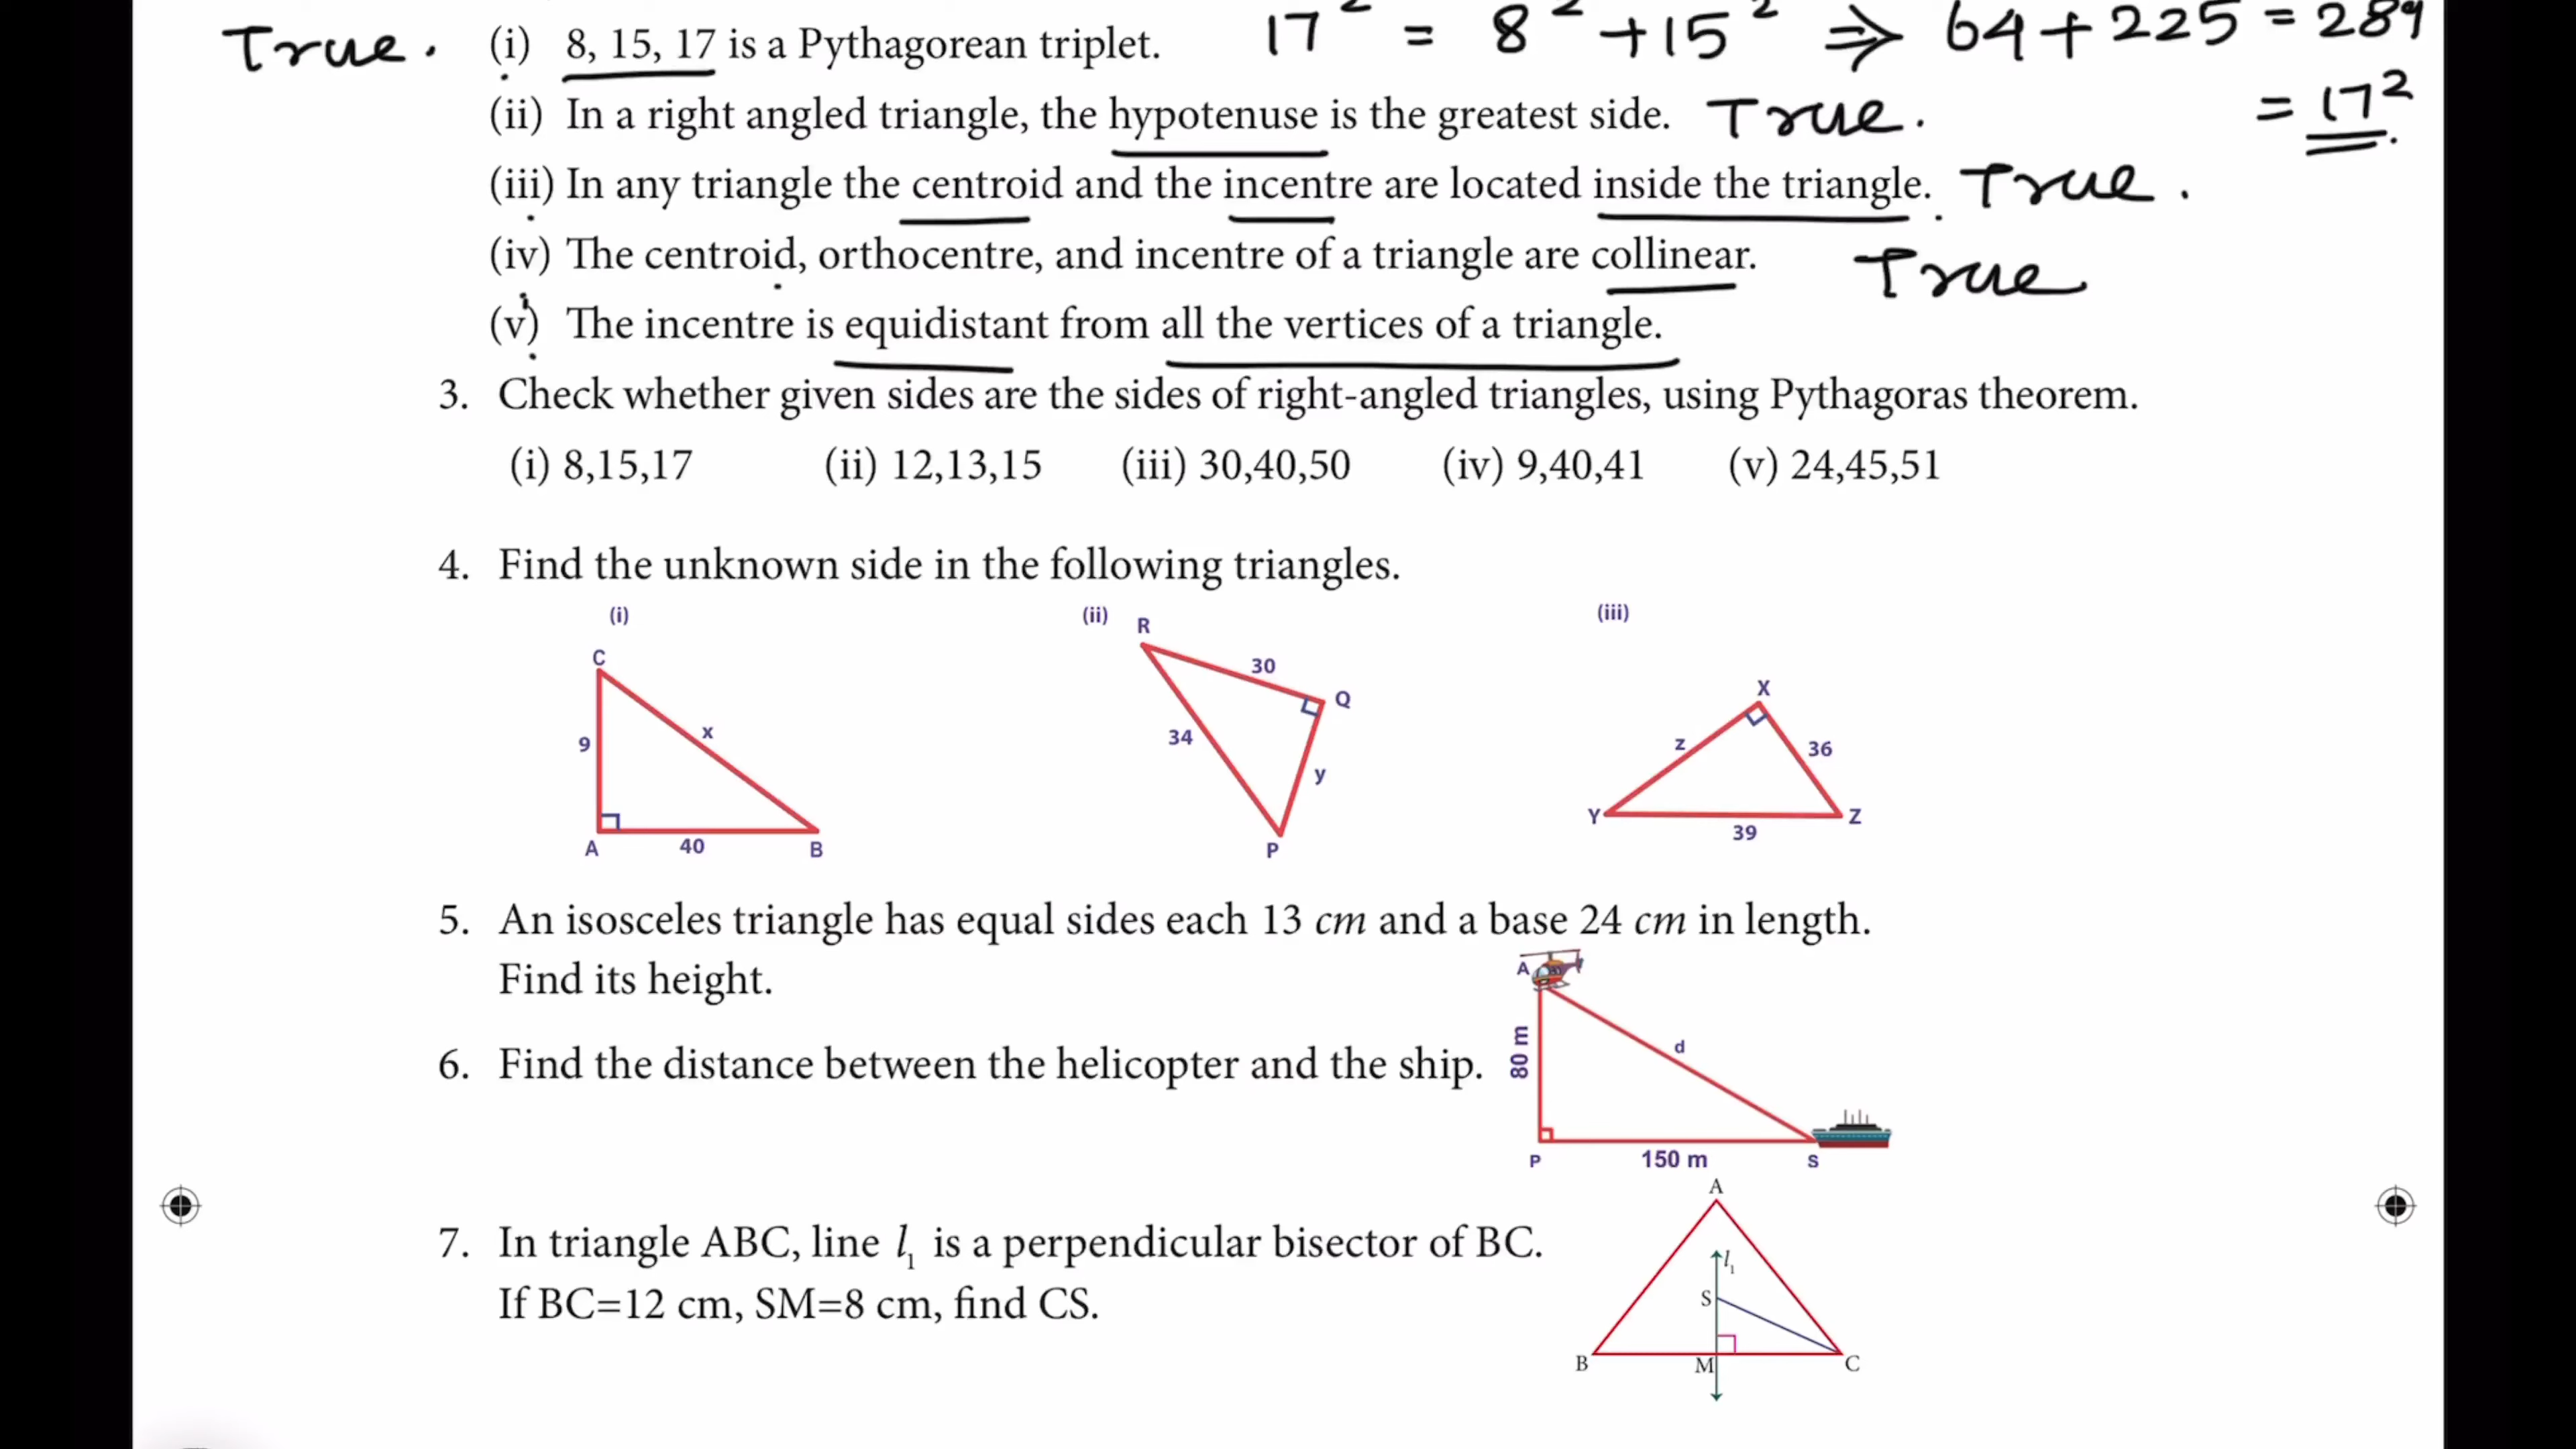 True. (i) 8, 15, 17 is a Pythagorean triplet. 17² = 8² + 15² ⇒ 64 + 225 = 289
(ii) In a right angled triangle, the hypotenuse is the greatest side. True. = 17².
(iii) In any triangle the centroid and the incentre are located inside the triangle. True.
(iv) The centroid, orthocentre, and incentre of a triangle are collinear. True
(v) The incentre is equidistant from all the vertices of a triangle.
3. Check whether given sides are the sides of right-angled triangles, using Pythagoras theorem.
(i) 8,15,17 (ii) 12,13,15 (iii) 30,40,50 (iv) 9,40,41 (v) 24,45,51
4. Find the unknown side in the following triangles.
(i) (ii) (iii)
C
9
x
A
40
B
R
30
Q
34
y
P
X
z
36
Y
39
Z
5. An isosceles triangle has equal sides each 13 cm and a base 24 cm in length.
Find its height.
6. Find the distance between the helicopter and the ship.
A
80 m
d
P
150 m
S
7. In triangle ABC, line l₁ is a perpendicular bisector of BC.
If BC=12 cm, SM=8 cm, find CS.
A
l₁
S
B
M
C